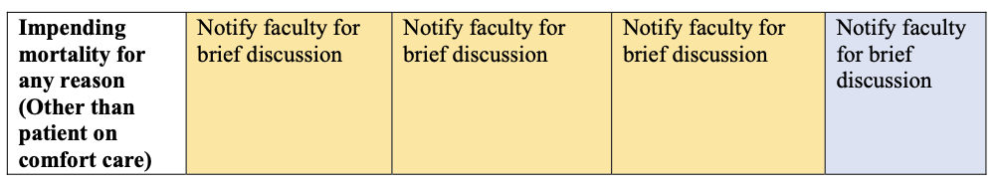 Impending
mortality for
any reason
(Other than
patient on
comfort care)
Notify faculty for
brief discussion
Notify faculty for
brief discussion
Notify faculty for
brief discussion
Notify faculty
for brief
discussion